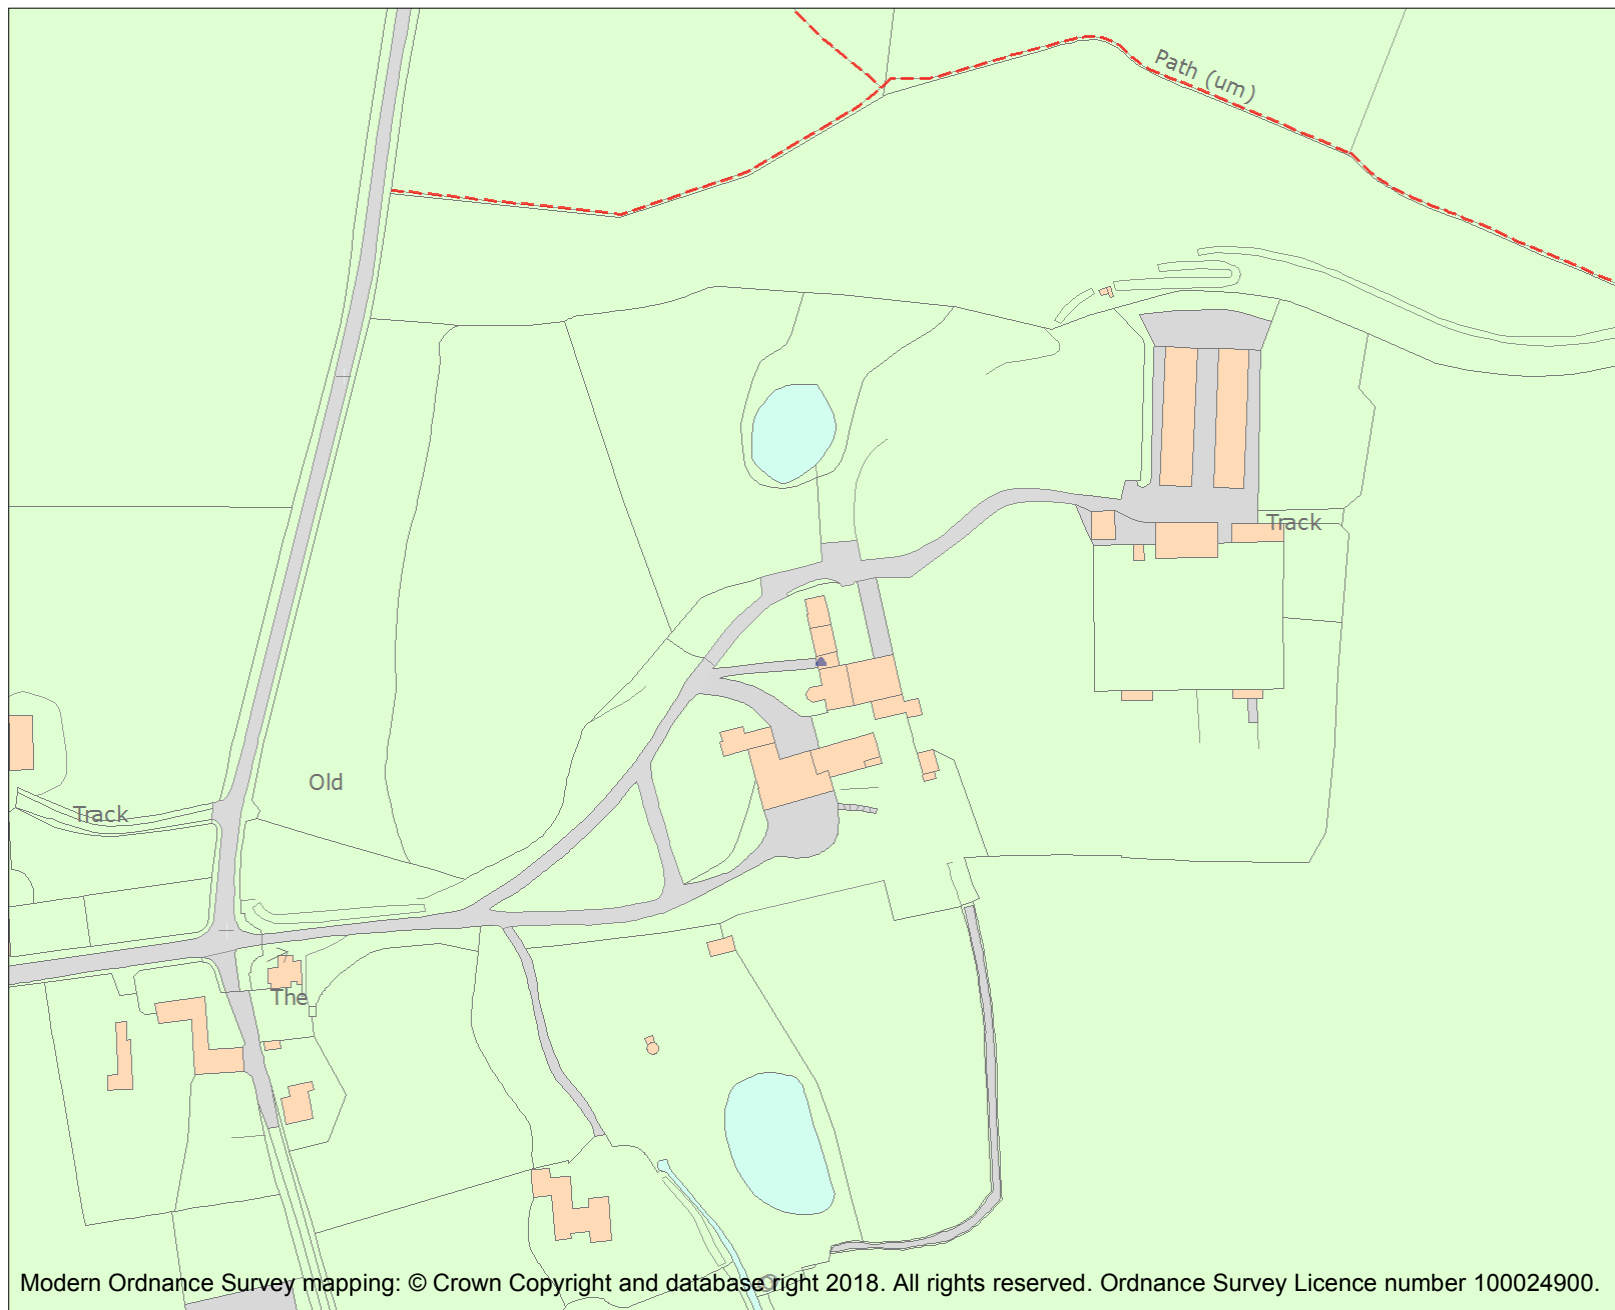 Path (um)
Track
Old
Track
The
Modern Ordnance Survey mapping: © Crown Copyright and database right 2018. All rights reserved. Ordnance Survey Licence number 100024900.